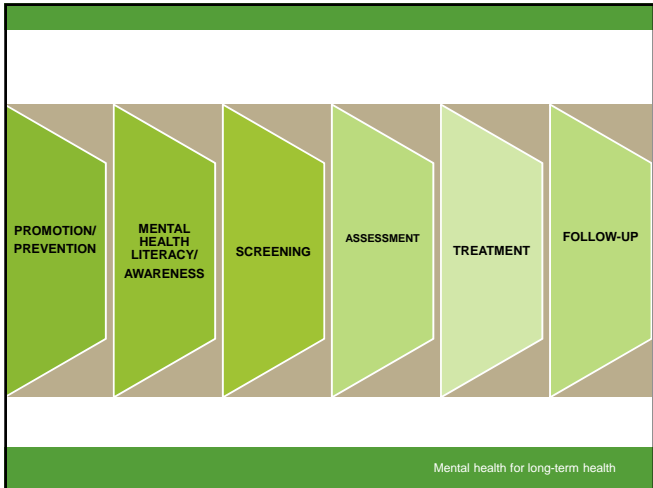 PROMOTION/
PREVENTION
MENTAL
HEALTH
LITERACY/
AWARENESS
SCREENING
ASSESSMENT
TREATMENT
FOLLOW-UP
Mental health for long-term health